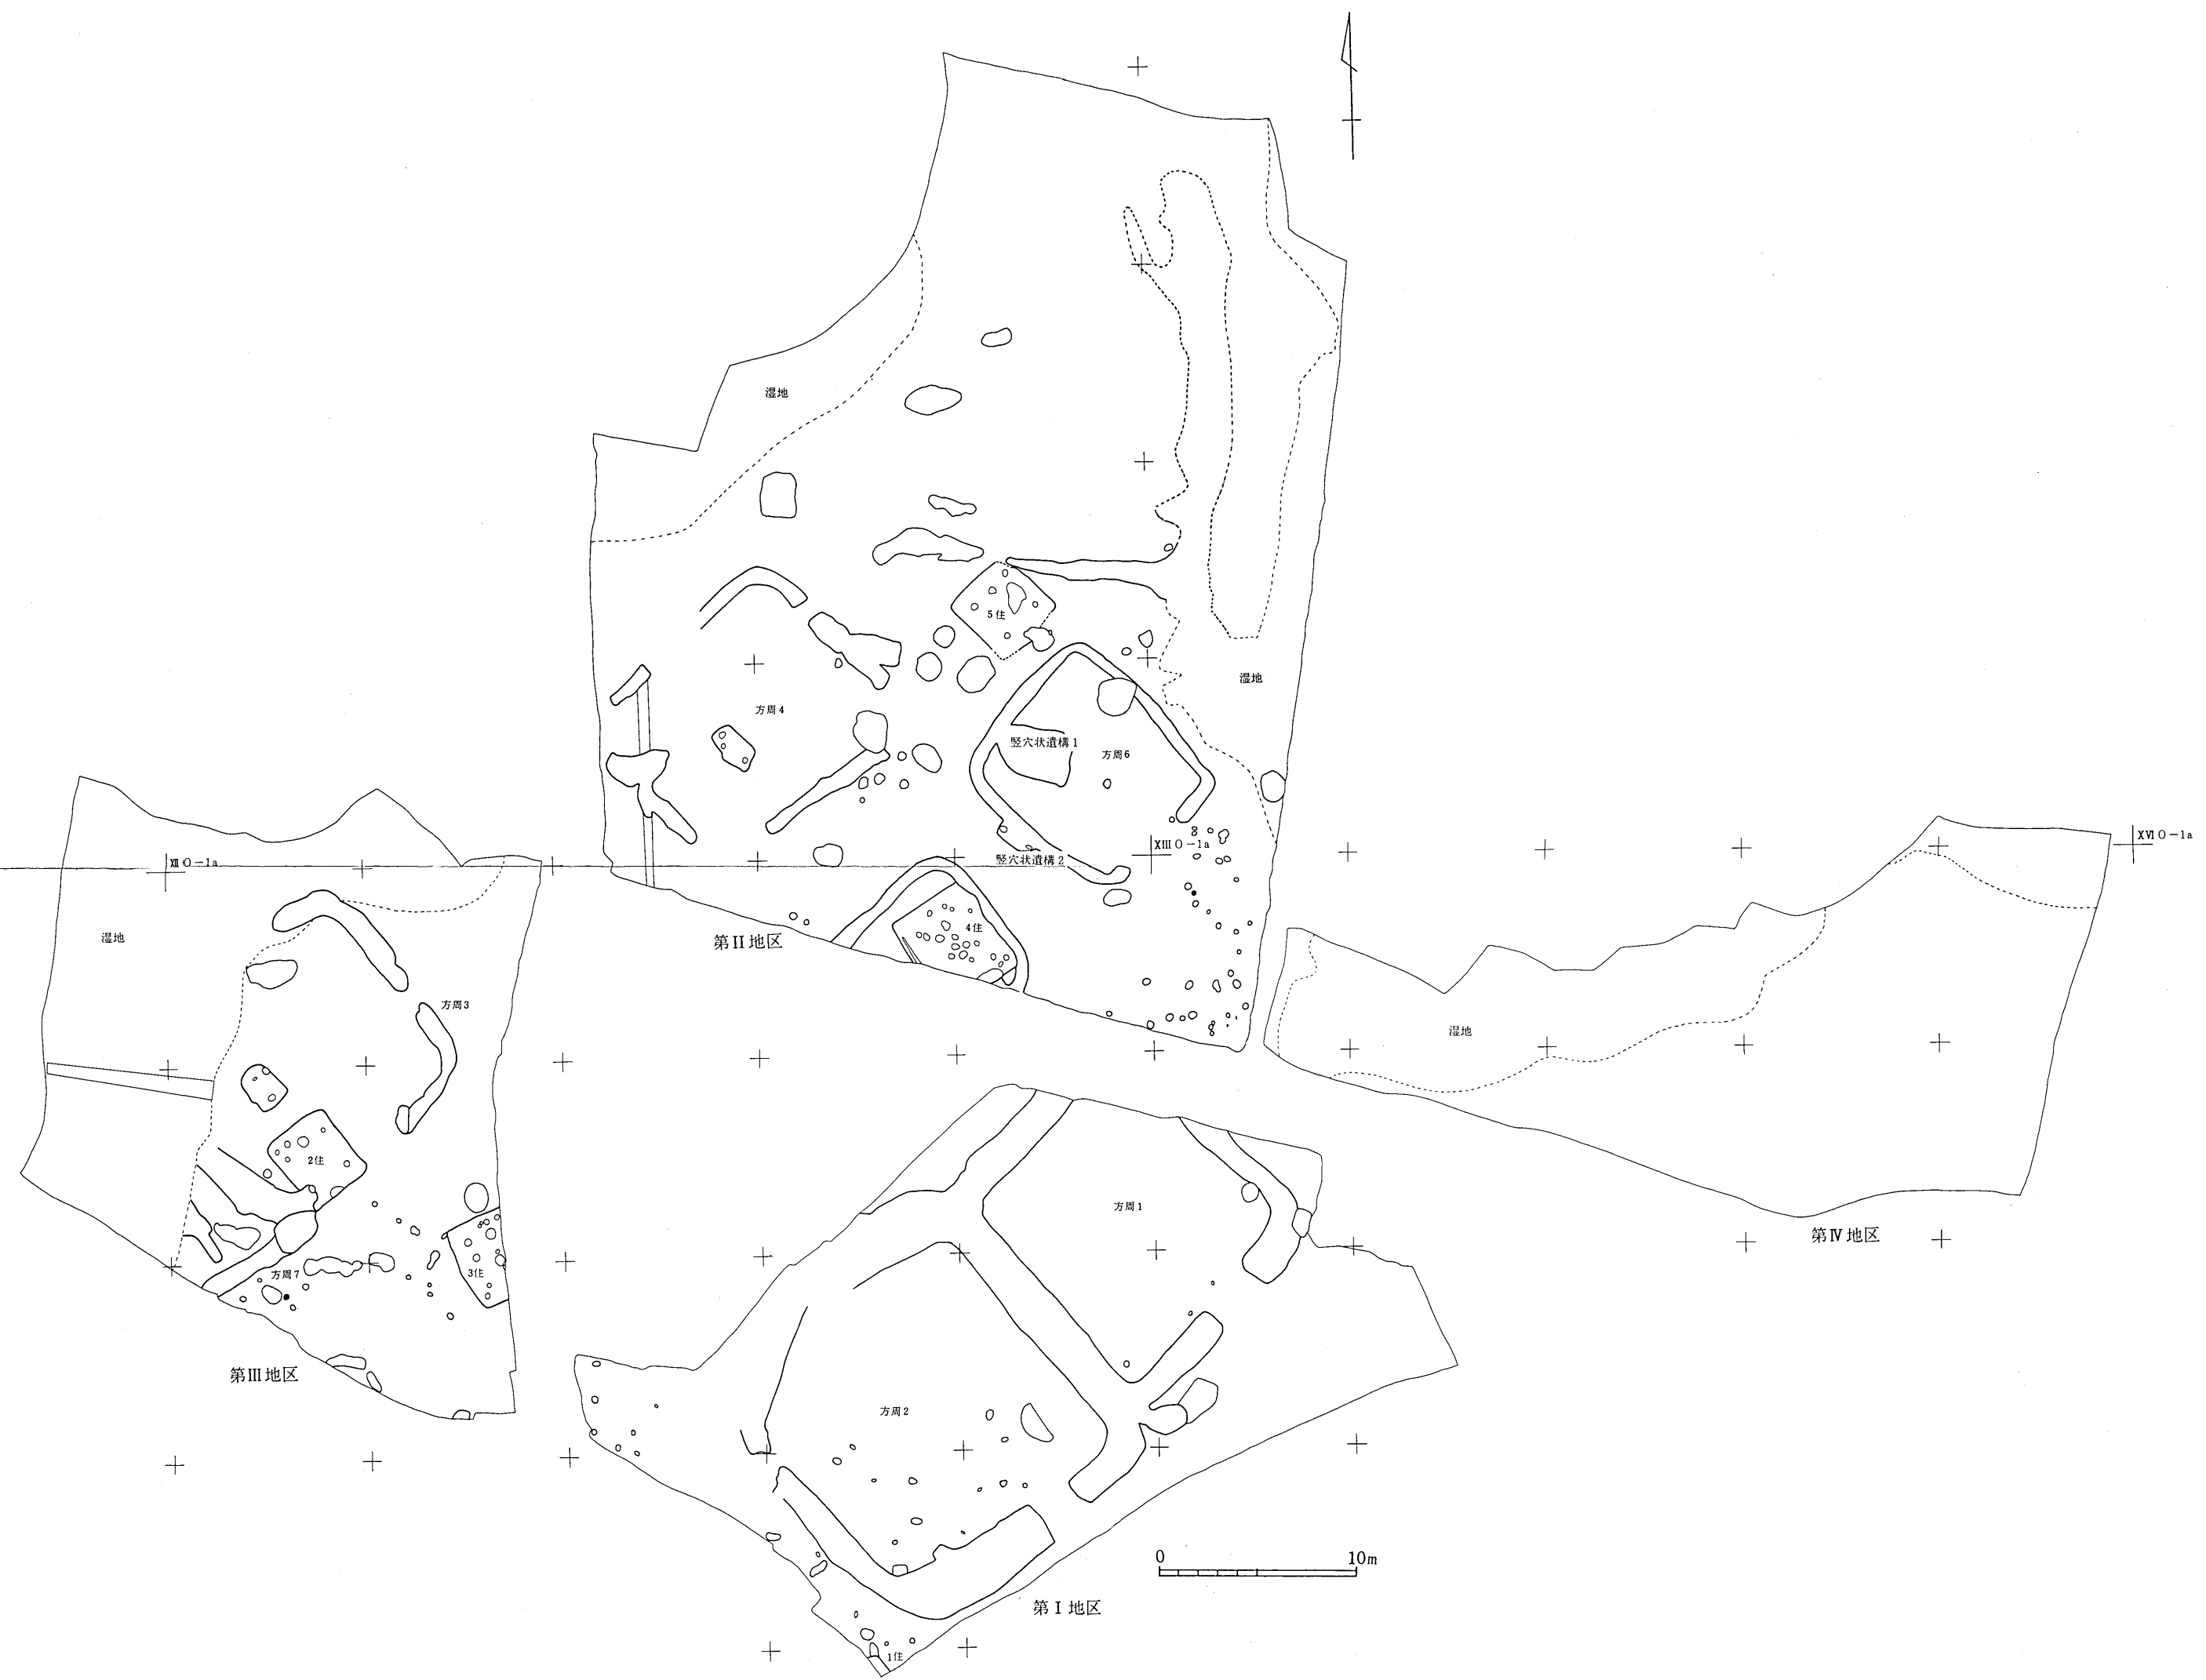 湿地
5住
湿地
方周4
竪穴状遺構1
方周6
XVI O-1a
XIII O-1a
竪穴状遺構2
XII O-1a
4住
湿地
第II地区
方周3
湿地
2住
方周1
第IV地区
3住
方周7
第III地区
方周2
0 10m
第I地区
1住